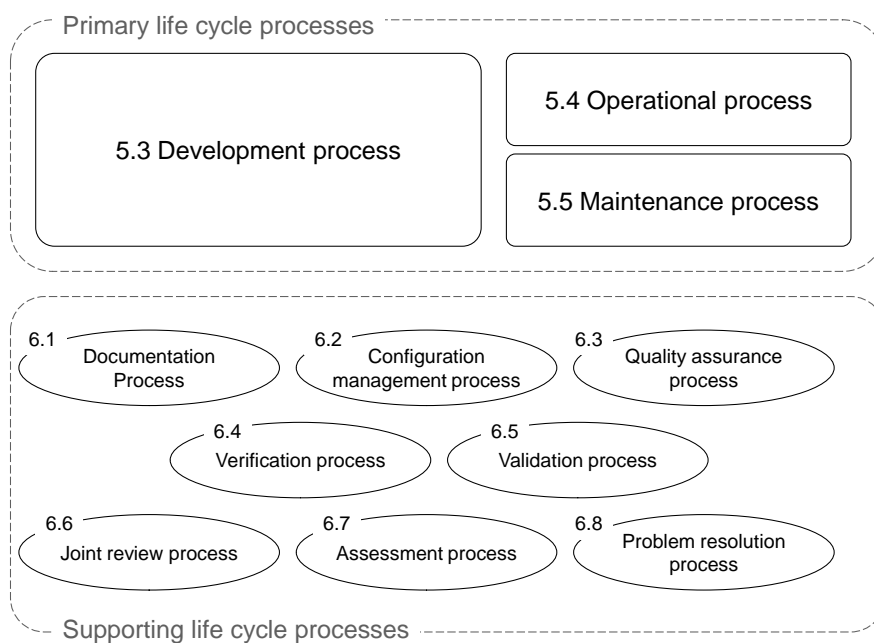 Primary life cycle processes
5.3 Development process
5.4 Operational process
5.5 Maintenance process
6.1
Documentation
Process
6.2
Configuration
management process
6.3
Quality assurance
process
6.4
Verification process
6.5
Validation process
6.6
Joint review process
6.7
Assessment process
6.8
Problem resolution
process
Supporting life cycle processes